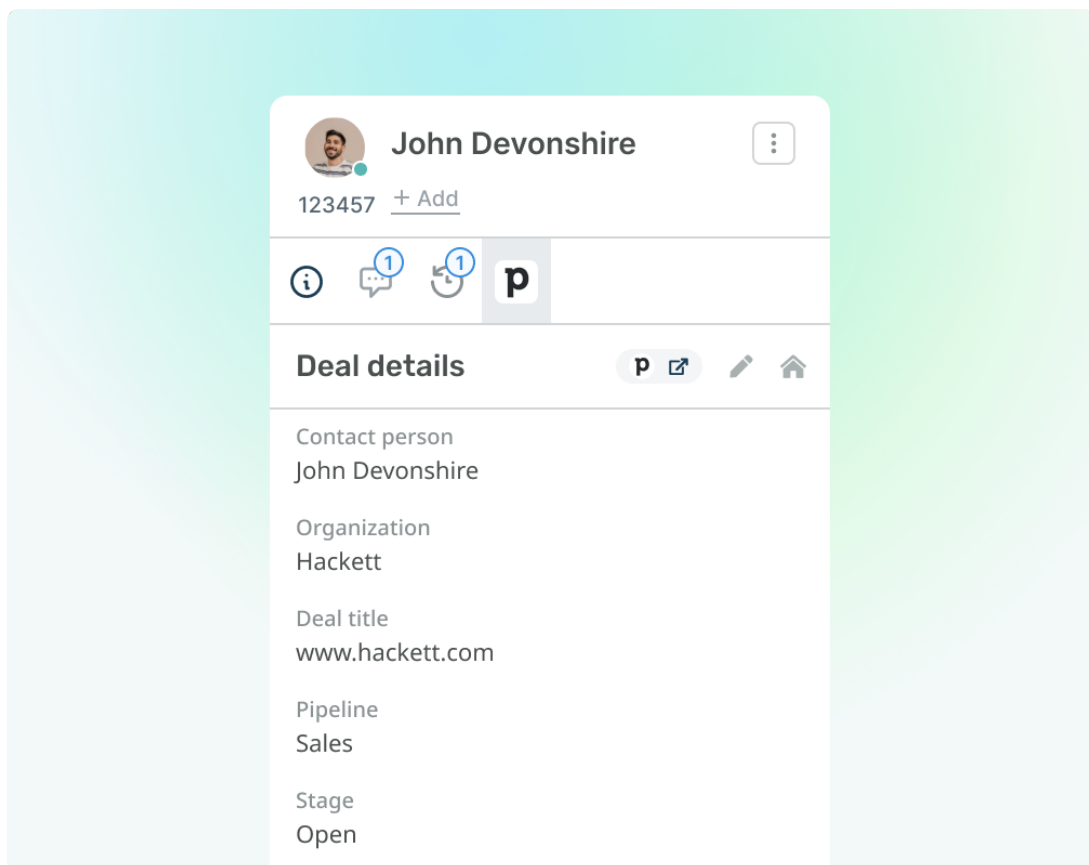 John Devonshire
123457 + Add
1 1 p
Deal details p
Contact person
John Devonshire
Organization
Hackett
Deal title
www.hackett.com
Pipeline
Sales
Stage
Open